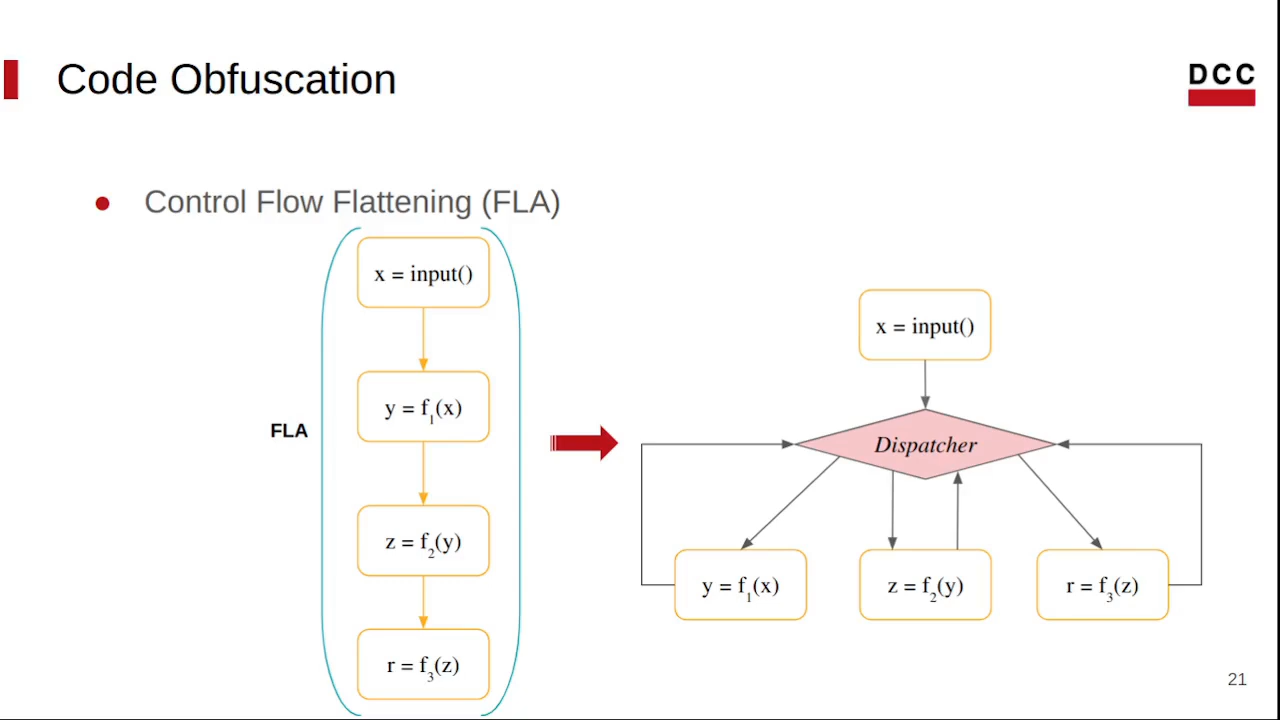 Code Obfuscation
DCC
● Control Flow Flattening (FLA)
FLA
x = input()
y = f₁(x)
z = f₂(y)
r = f₃(z)
x = input()
Dispatcher
y = f₁(x)
z = f₂(y)
r = f₃(z)
21